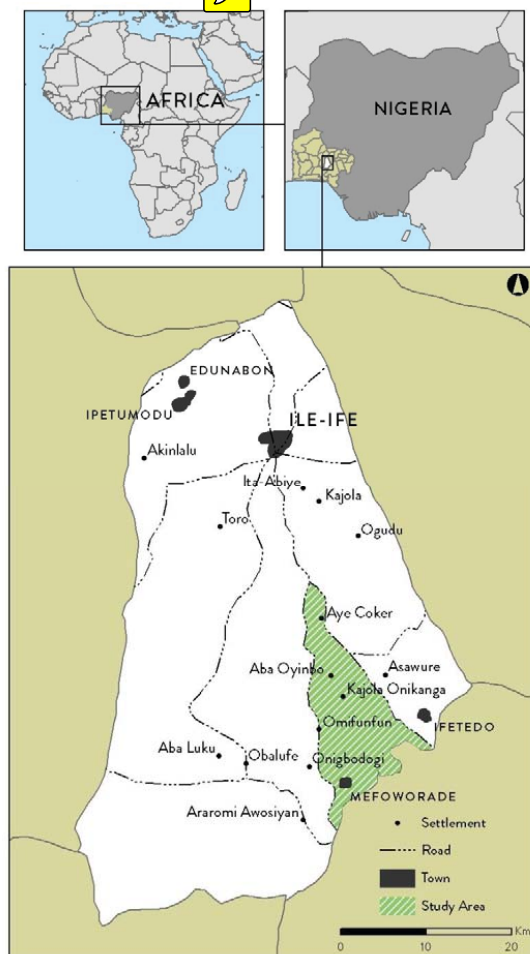 AFRICA
NIGERIA
EDUNABON
IPETUMODU
ILE-IFE
Akinlalu
Ita-Abiye
Kajola
Toro
Ogudu
Aye Coker
Aba Oyinbo
Asawure
Kajola Onikanga
Omifunfun
IFETEDO
Aba Luku
Obalufe
Onigbodogi
MEFOWORADE
Araromi Awosiyan
Settlement
Road
Town
Study Area
Km
0 10 20